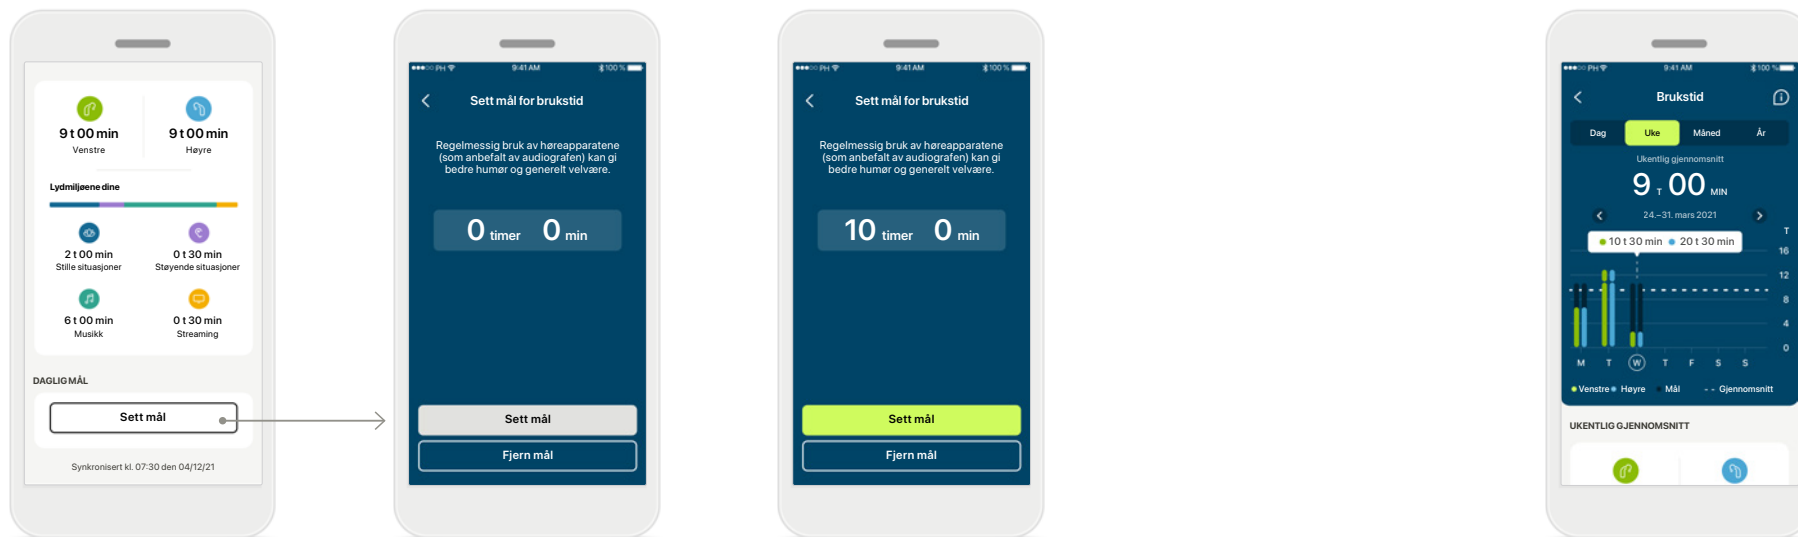 9 t 00 min
Venstre
9 t 00 min
Høyre
Lydmiljøene dine
2 t 00 min
Stille situasjoner
0 t 30 min
Støyende situasjoner
6 t 00 min
Musikk
0 t 30 min
Streaming
DAGLIG MÅL
Sett mål
Synkronisert kl. 07:30 den 04/12/21
PH 9:41 AM 100 %
Sett mål for brukstid
Regelmessig bruk av høreapparatene
(som anbefalt av audiografen) kan gi
bedre humør og generelt velvære.
0 timer 0 min
Sett mål
Fjern mål
PH 9:41 AM 100 %
Sett mål for brukstid
Regelmessig bruk av høreapparatene
(som anbefalt av audiografen) kan gi
bedre humør og generelt velvære.
10 timer 0 min
Sett mål
Fjern mål
PH 9:41 AM 100 %
Brukstid
Dag Uke Måned År
Ukentlig gjennomsnitt
9 T 00 MIN
24.–31. mars 2021
T
10 t 30 min 20 t 30 min
16
12
8
4
0
M T W T F S S
Venstre Høyre Mål Gjennomsnitt
UKENTLIG GJENNOMSNITT